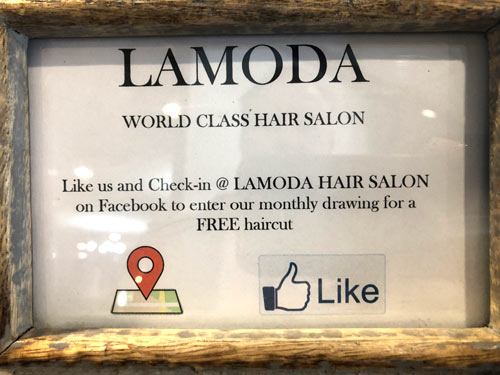 LAMODA
WORLD CLASS HAIR SALON
Like us and Check-in @ LAMODA HAIR SALON
on Facebook to enter our monthly drawing for a
FREE haircut
Like